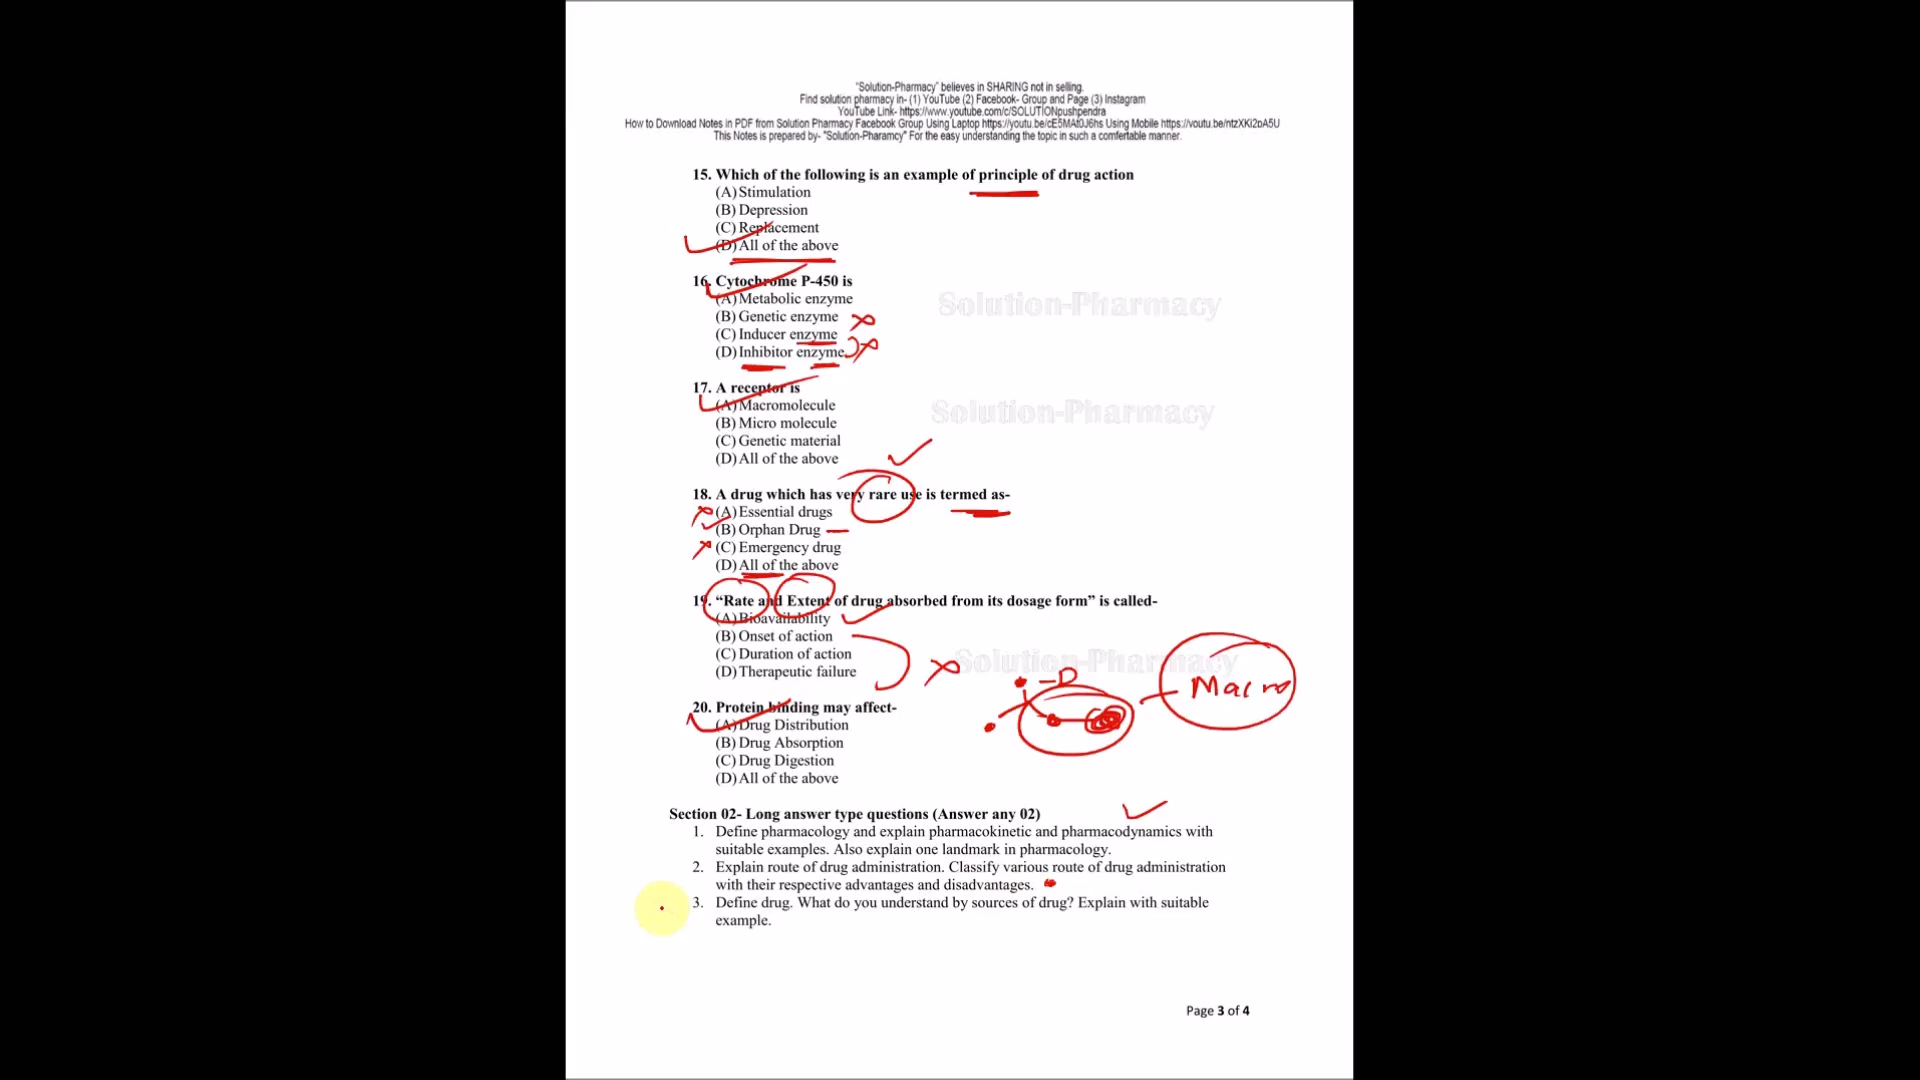 "Solution-Pharmacy" believes in SHARING not in selling.
Find solution pharmacy in- (1) YouTube (2) Facebook- Group and Page (3) Instagram
YouTube Link- https://www.youtube.com/c/SOLUTIONpushpendra
How to Download Notes in PDF from Solution Pharmacy Facebook Group Using Laptop https://youtu.be/cE5MAt0J6hs Using Mobile https://youtu.be/ntzXKi2pA5U
This Notes is prepared by- "Solution-Pharamcy" For the easy understanding the topic in such a comfertable manner.
15. Which of the following is an example of principle of drug action
(A) Stimulation
(B) Depression
(C) Replacement
(D) All of the above
16. Cytochrome P-450 is
(A) Metabolic enzyme
(B) Genetic enzyme
(C) Inducer enzyme
(D) Inhibitor enzyme
Solution-Pharmacy
17. A receptor is
(A) Macromolecule
(B) Micro molecule
(C) Genetic material
(D) All of the above
Solution-Pharmacy
18. A drug which has very rare use is termed as-
(A) Essential drugs
(B) Orphan Drug
(C) Emergency drug
(D) All of the above
19. “Rate and Extent of drug absorbed from its dosage form” is called-
(A) Bioavailability
(B) Onset of action
(C) Duration of action
(D) Therapeutic failure
Solution-Pharmacy
- D
Macro
20. Protein binding may affect-
(A) Drug Distribution
(B) Drug Absorption
(C) Drug Digestion
(D) All of the above
Section 02- Long answer type questions (Answer any 02)
1. Define pharmacology and explain pharmacokinetic and pharmacodynamics with
suitable examples. Also explain one landmark in pharmacology.
2. Explain route of drug administration. Classify various route of drug administration
with their respective advantages and disadvantages.
3. Define drug. What do you understand by sources of drug? Explain with suitable
example.
Page 3 of 4